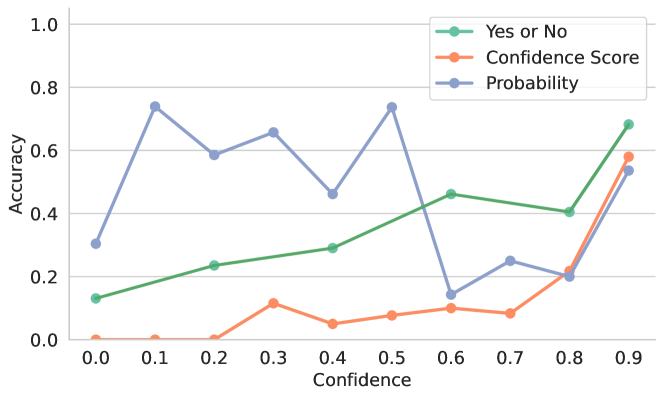 1.0
0.8
0.6
0.4
0.2
0.0
Accuracy
Yes or No
Confidence Score
Probability
0.0 0.1 0.2 0.3 0.4 0.5 0.6 0.7 0.8 0.9
Confidence